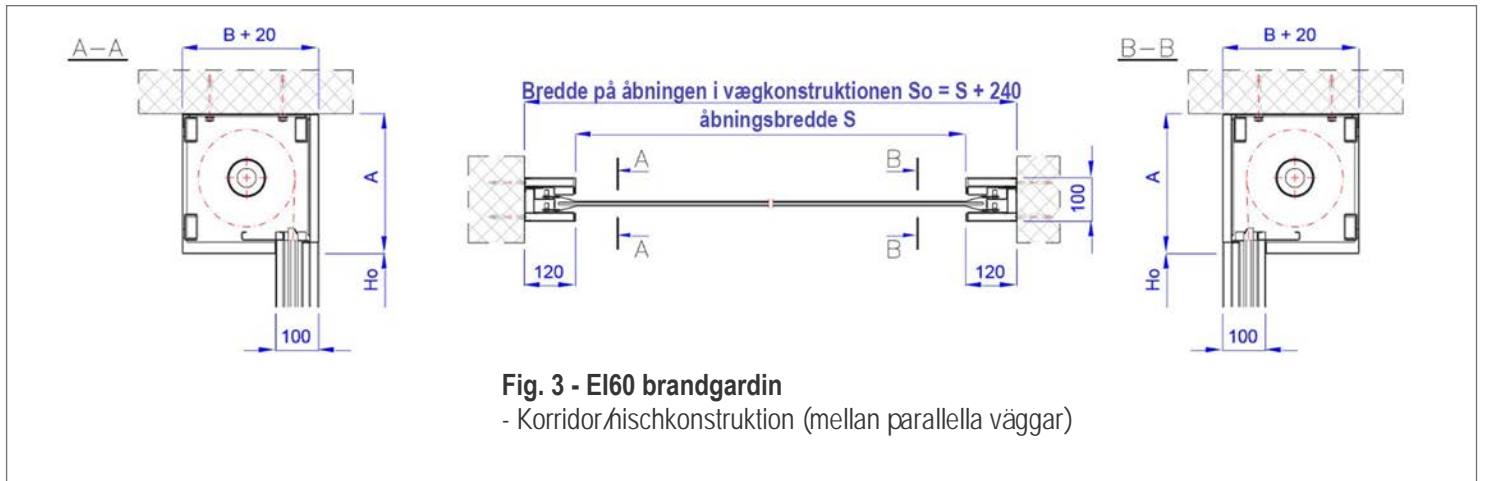 A–A
B + 20
A
Ho
100
Bredde på åbningen i vægkonstruktionen So = S + 240
åbningsbredde S
A
B
100
A
B
120
120
B–B
B + 20
A
Ho
100
Fig. 3 - EI60 brandgardin
- Korridor/nischkonstruktion (mellan parallella väggar)